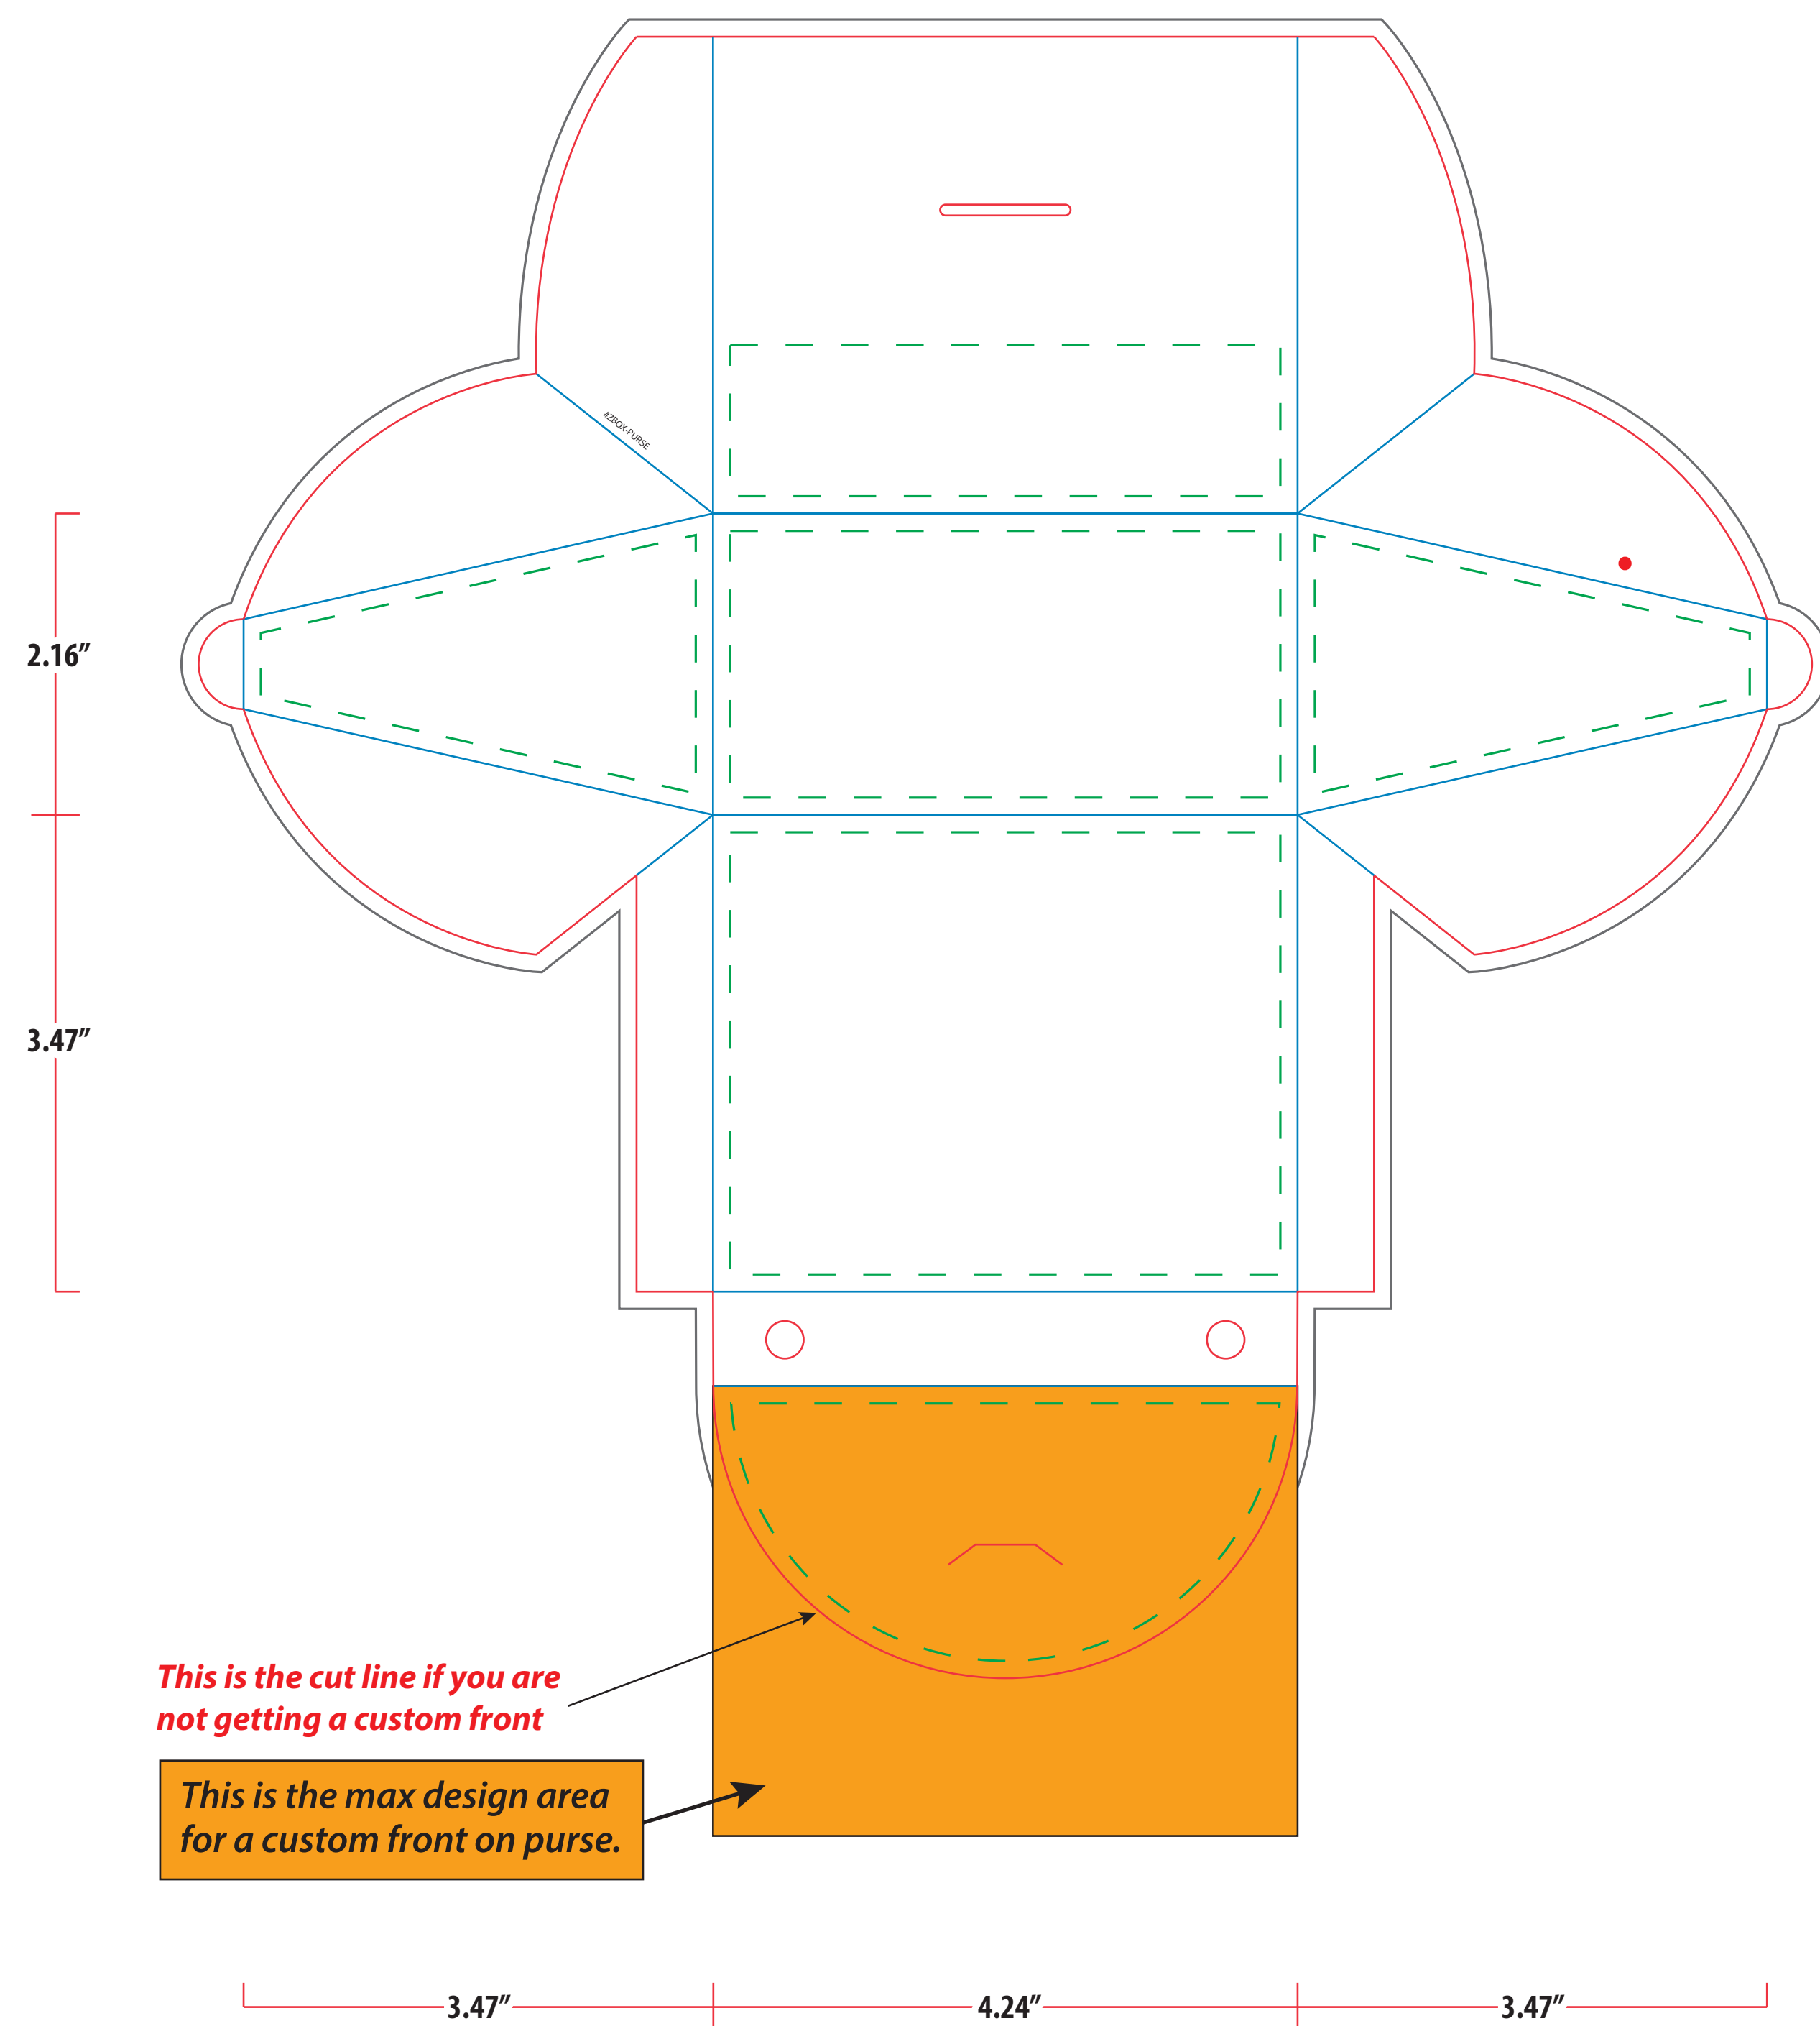 #ZBOX-PURSE
2.16″
3.47″
This is the cut line if you are
not getting a custom front
This is the max design area
for a custom front on purse.
3.47″
4.24″
3.47″